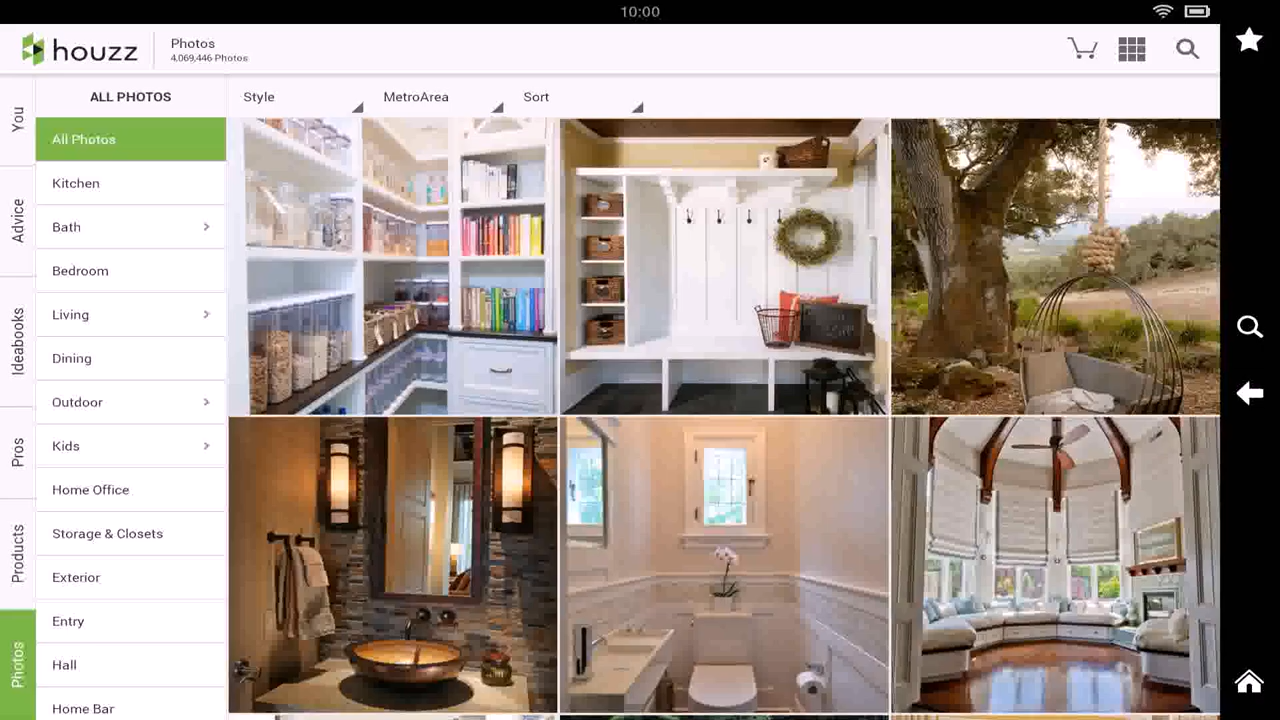 10:00
houzz
Photos
4,069,446 Photos
You
Advice
Ideabooks
Pros
Products
Photos
ALL PHOTOS
All Photos
Kitchen
Bath
Bedroom
Living
Dining
Outdoor
Kids
Home Office
Storage & Closets
Exterior
Entry
Hall
Home Bar
Style
MetroArea
Sort